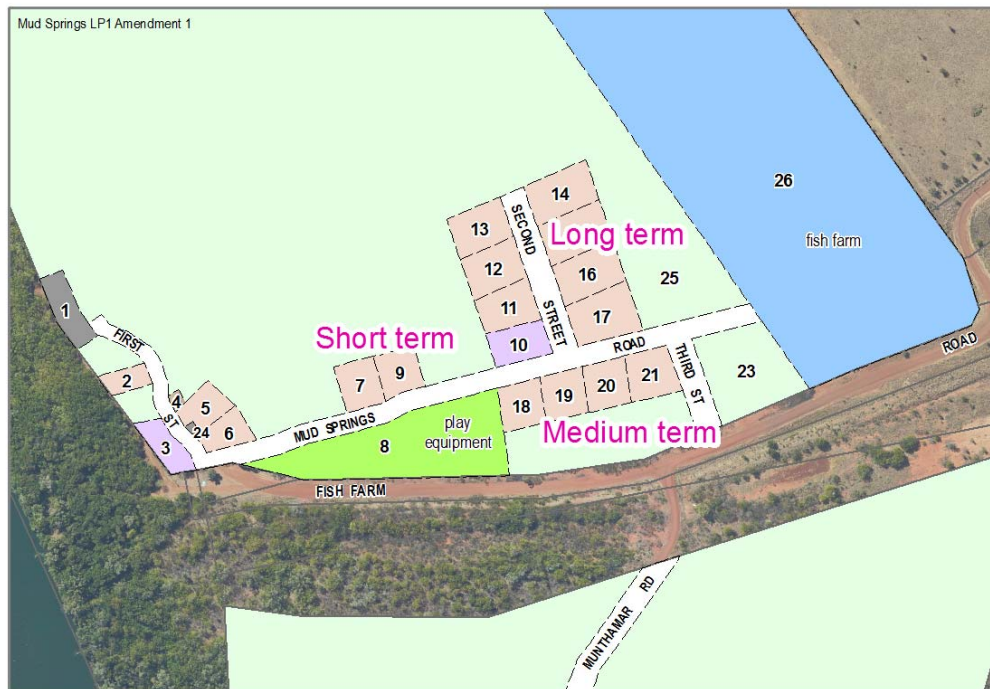 Mud Springs LP1 Amendment 1
26
fish farm
14
13
SECOND
Long term
12
16
25
11
STREET
17
10
ROAD
ROAD
1
FIRST
Short term
2
7
9
THIRD
ST
23
4
5
ST
24
6
3
MUD SPRINGS
8
play
equipment
18
19
20
21
Medium term
FISH FARM
MUNTHAMAR RD